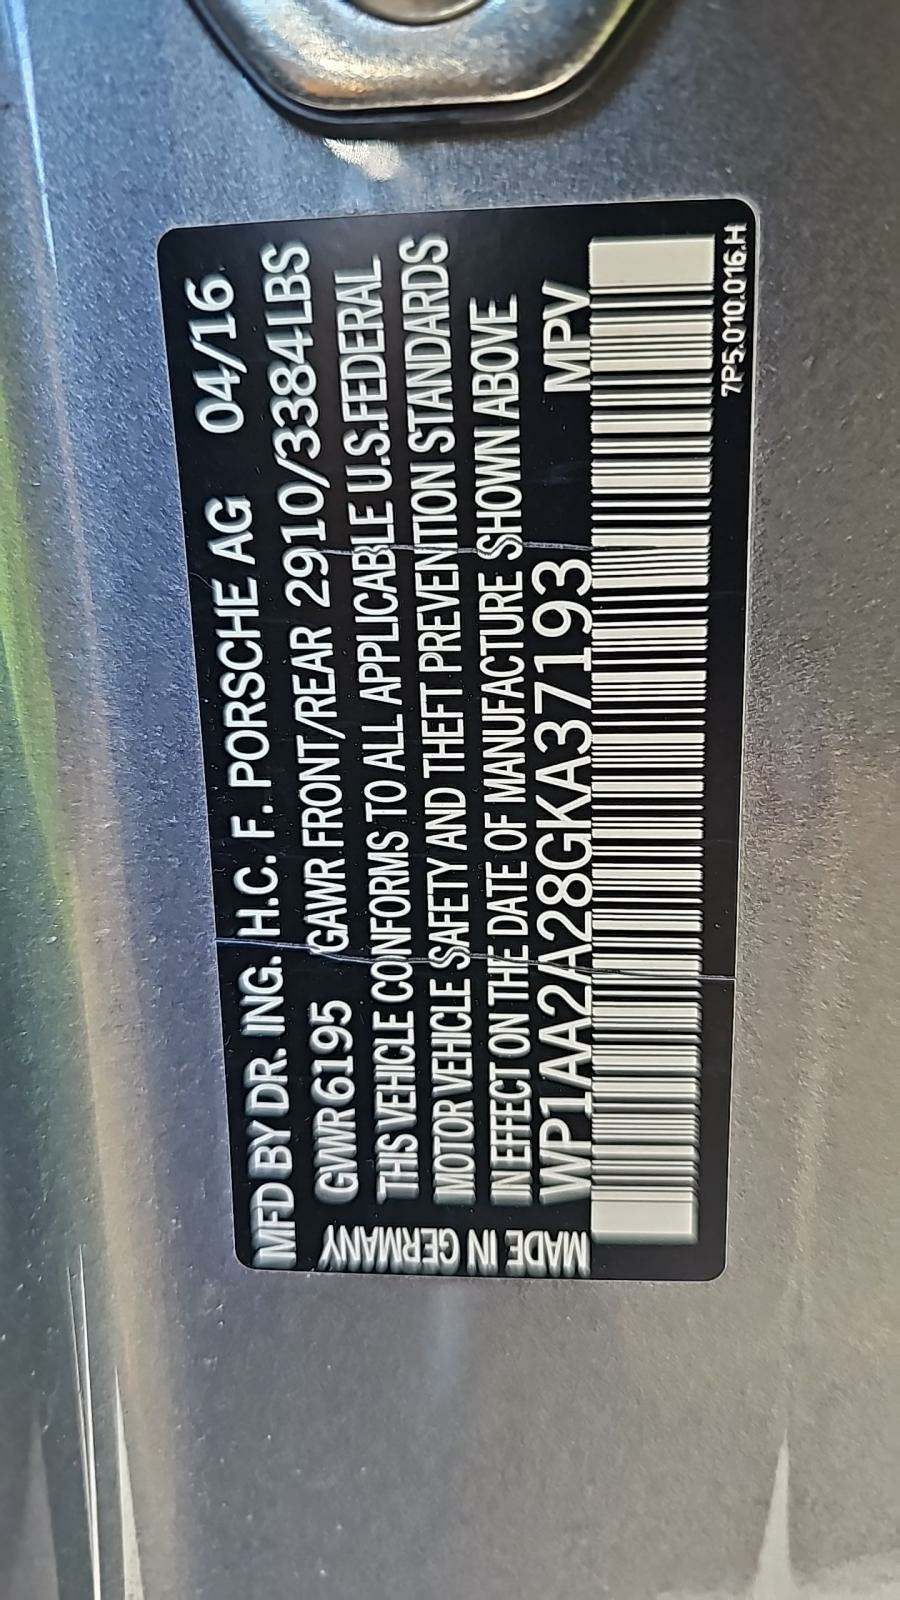 MFD BY DR. ING. H.C. F. PORSCHE AG 04/16
GVWR 6195 GAWR FRONT/REAR 2910/3384LBS
THIS VEHICLE CONFORMS TO ALL APPLICABLE U.S.FEDERAL
MOTOR VEHICLE SAFETY AND THEFT PREVENTION STANDARDS
IN EFFECT ON THE DATE OF MANUFACTURE SHOWN ABOVE
WP1AA2A28GKA37193 MPV
MADE IN GERMANY
7P5.010.016.H